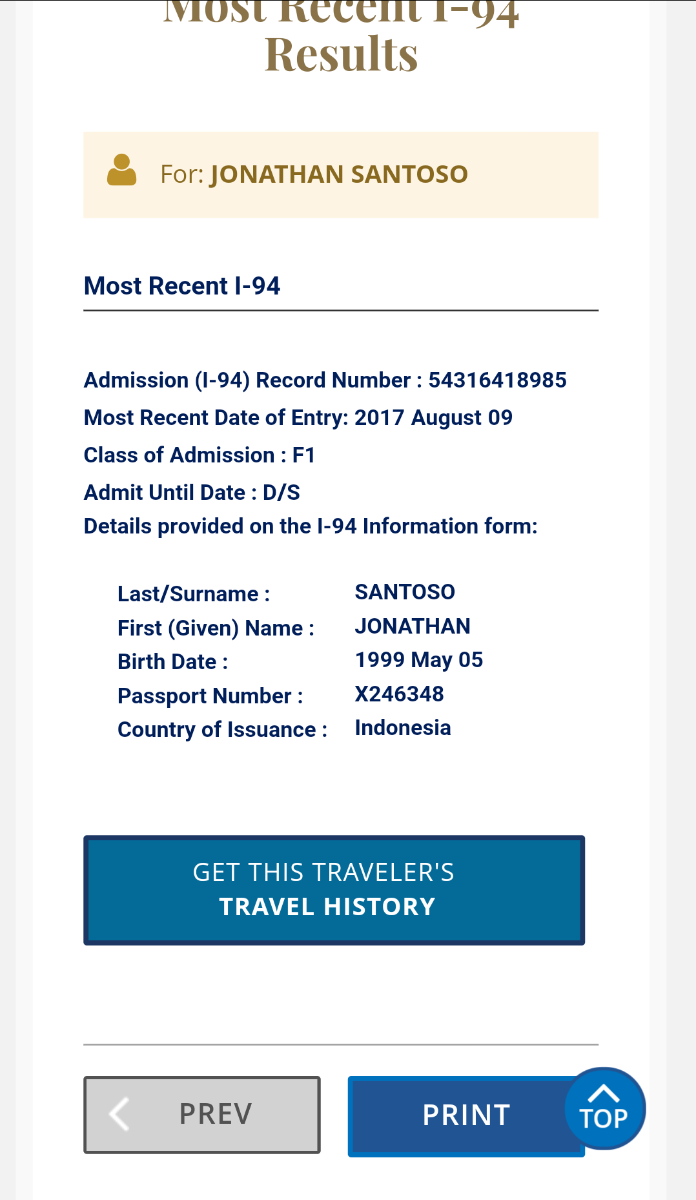 Most Recent I-94
Results
For: JONATHAN SANTOSO
Most Recent I-94
Admission (I-94) Record Number : 54316418985
Most Recent Date of Entry: 2017 August 09
Class of Admission : F1
Admit Until Date : D/S
Details provided on the I-94 Information form:
Last/Surname : SANTOSO
First (Given) Name : JONATHAN
Birth Date : 1999 May 05
Passport Number : X246348
Country of Issuance : Indonesia
GET THIS TRAVELER'S
TRAVEL HISTORY
PREV
PRINT
TOP